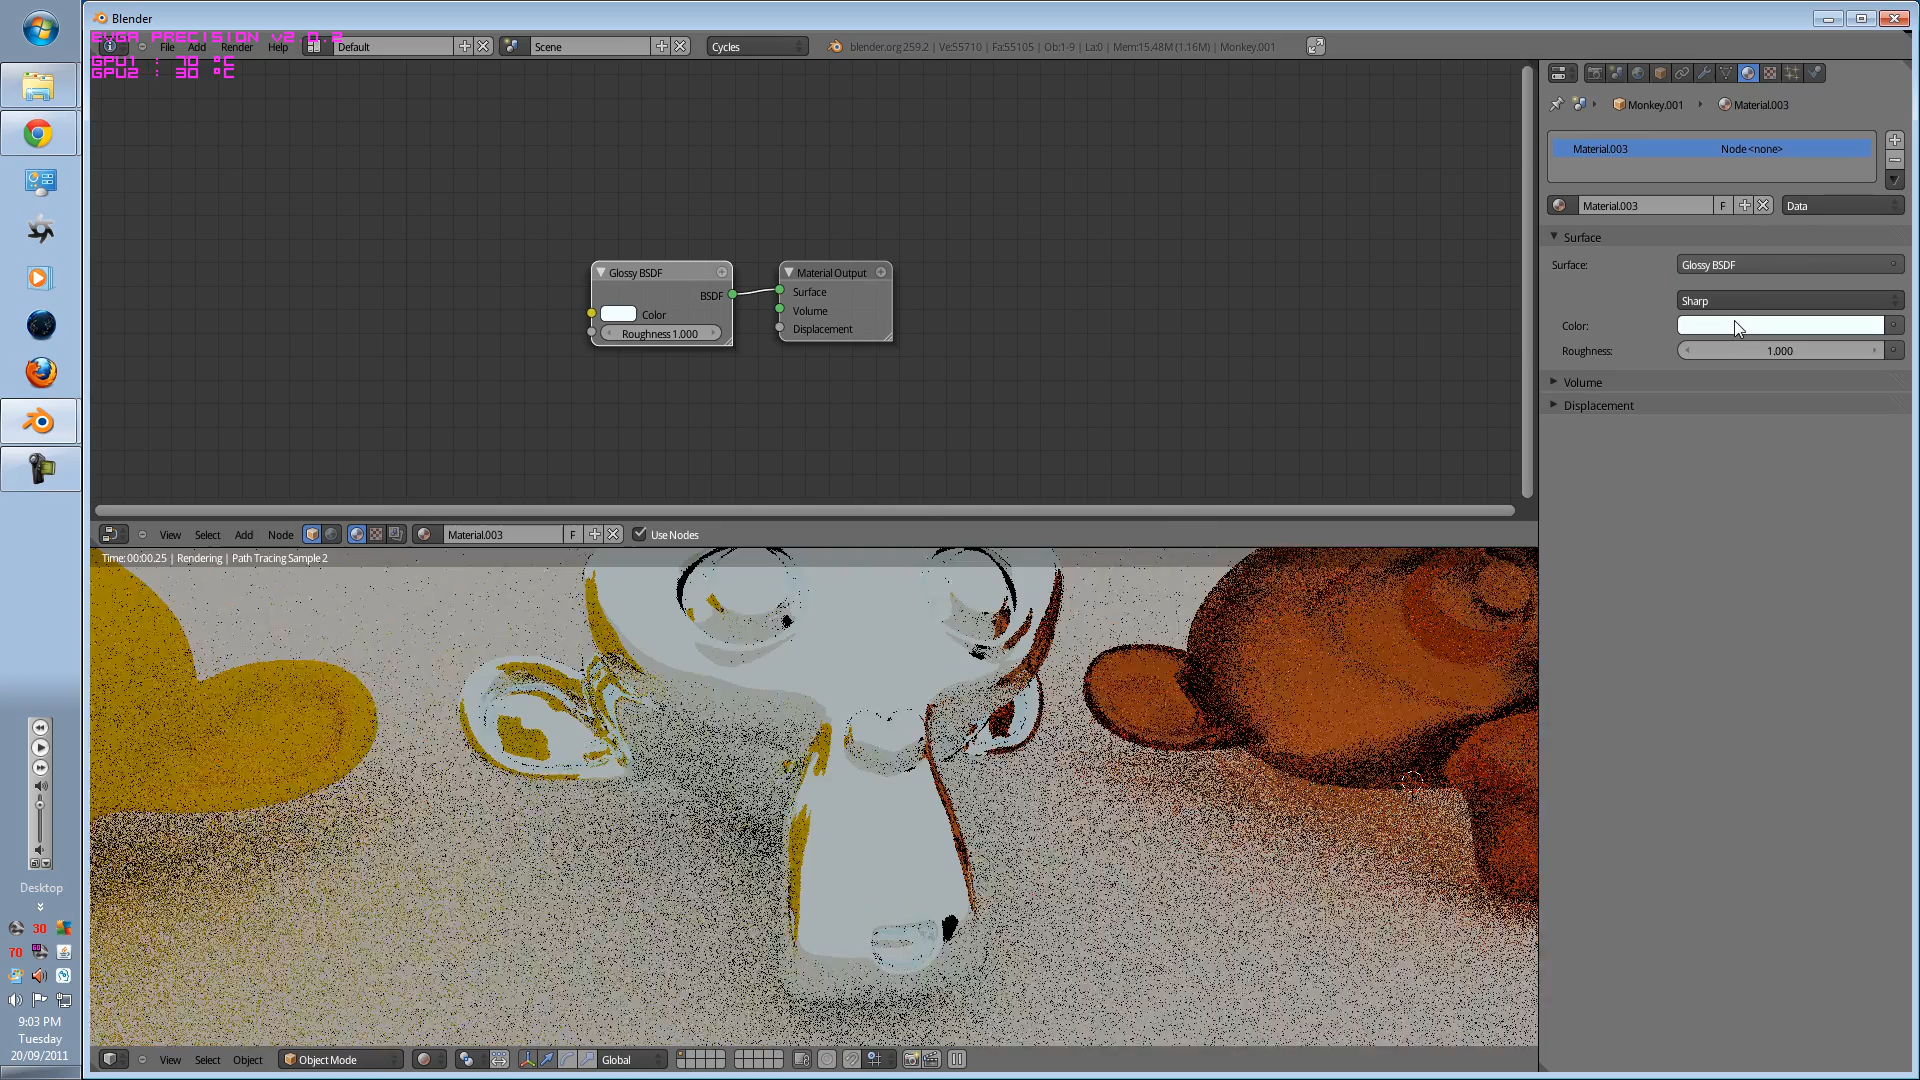 Blender
EVGA PRECISION v2.0.2
GPU1 : 70 °C
GPU2 : 30 °C
File Add Render Help Default Scene Cycles blender.org 259.2 | Ve:55710 | Fa:55105 | Ob:1-9 | La:0 | Mem:15.48M (1.16M) | Monkey.001
Monkey.001 Material.003
Material.003 Node <none>
Material.003 F Data
Surface
Surface: Glossy BSDF
Sharp
Color:
Roughness: 1.000
Volume
Displacement
Glossy BSDF
BSDF
Color
Roughness 1.000
Material Output
Surface
Volume
Displacement
View Select Add Node Material.003 F Use Nodes
Time:00:00.25 | Rendering | Path Tracing Sample 2
View Select Object Object Mode Global
Desktop
30
70
60
9:03 PM
Tuesday
20/09/2011